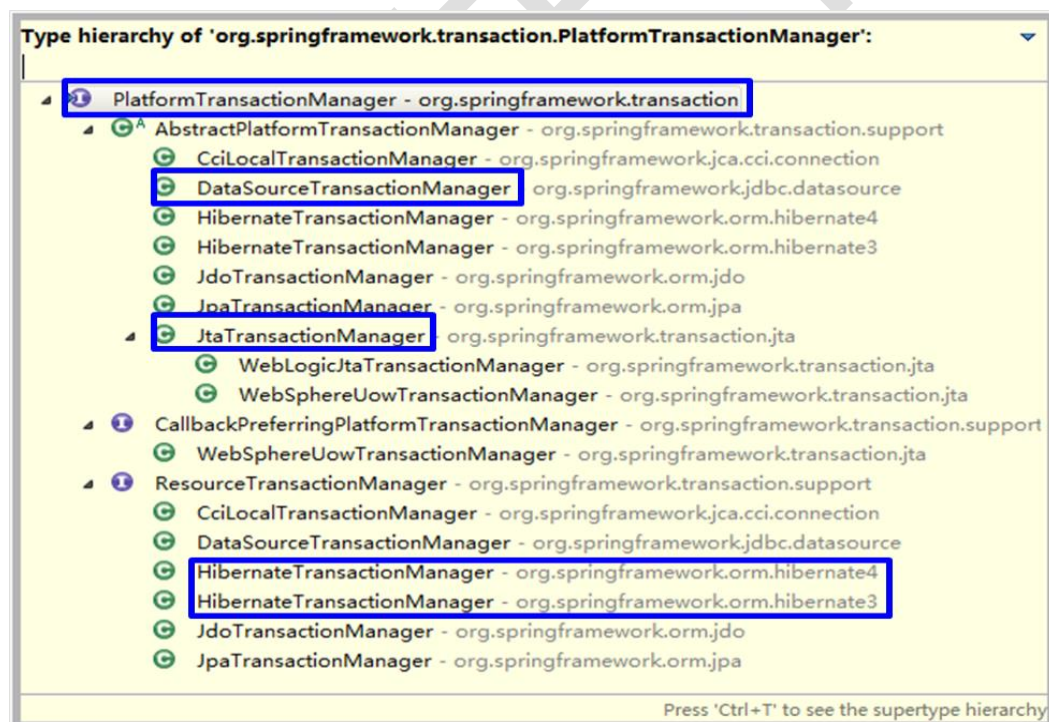 Type hierarchy of 'org.springframework.transaction.PlatformTransactionManager':
PlatformTransactionManager - org.springframework.transaction
AbstractPlatformTransactionManager - org.springframework.transaction.support
CciLocalTransactionManager - org.springframework.jca.cci.connection
DataSourceTransactionManager org.springframework.jdbc.datasource
HibernateTransactionManager - org.springframework.orm.hibernate4
HibernateTransactionManager - org.springframework.orm.hibernate3
JdoTransactionManager - org.springframework.orm.jdo
JpaTransactionManager - org.springframework.orm.jpa
JtaTransactionManager - org.springframework.transaction.jta
WebLogicJtaTransactionManager - org.springframework.transaction.jta
WebSphereUowTransactionManager - org.springframework.transaction.jta
CallbackPreferringPlatformTransactionManager - org.springframework.transaction.support
WebSphereUowTransactionManager - org.springframework.transaction.jta
ResourceTransactionManager - org.springframework.transaction.support
CciLocalTransactionManager - org.springframework.jca.cci.connection
DataSourceTransactionManager - org.springframework.jdbc.datasource
HibernateTransactionManager - org.springframework.orm.hibernate4
HibernateTransactionManager - org.springframework.orm.hibernate3
JdoTransactionManager - org.springframework.orm.jdo
JpaTransactionManager - org.springframework.orm.jpa
Press 'Ctrl+T' to see the supertype hierarchy